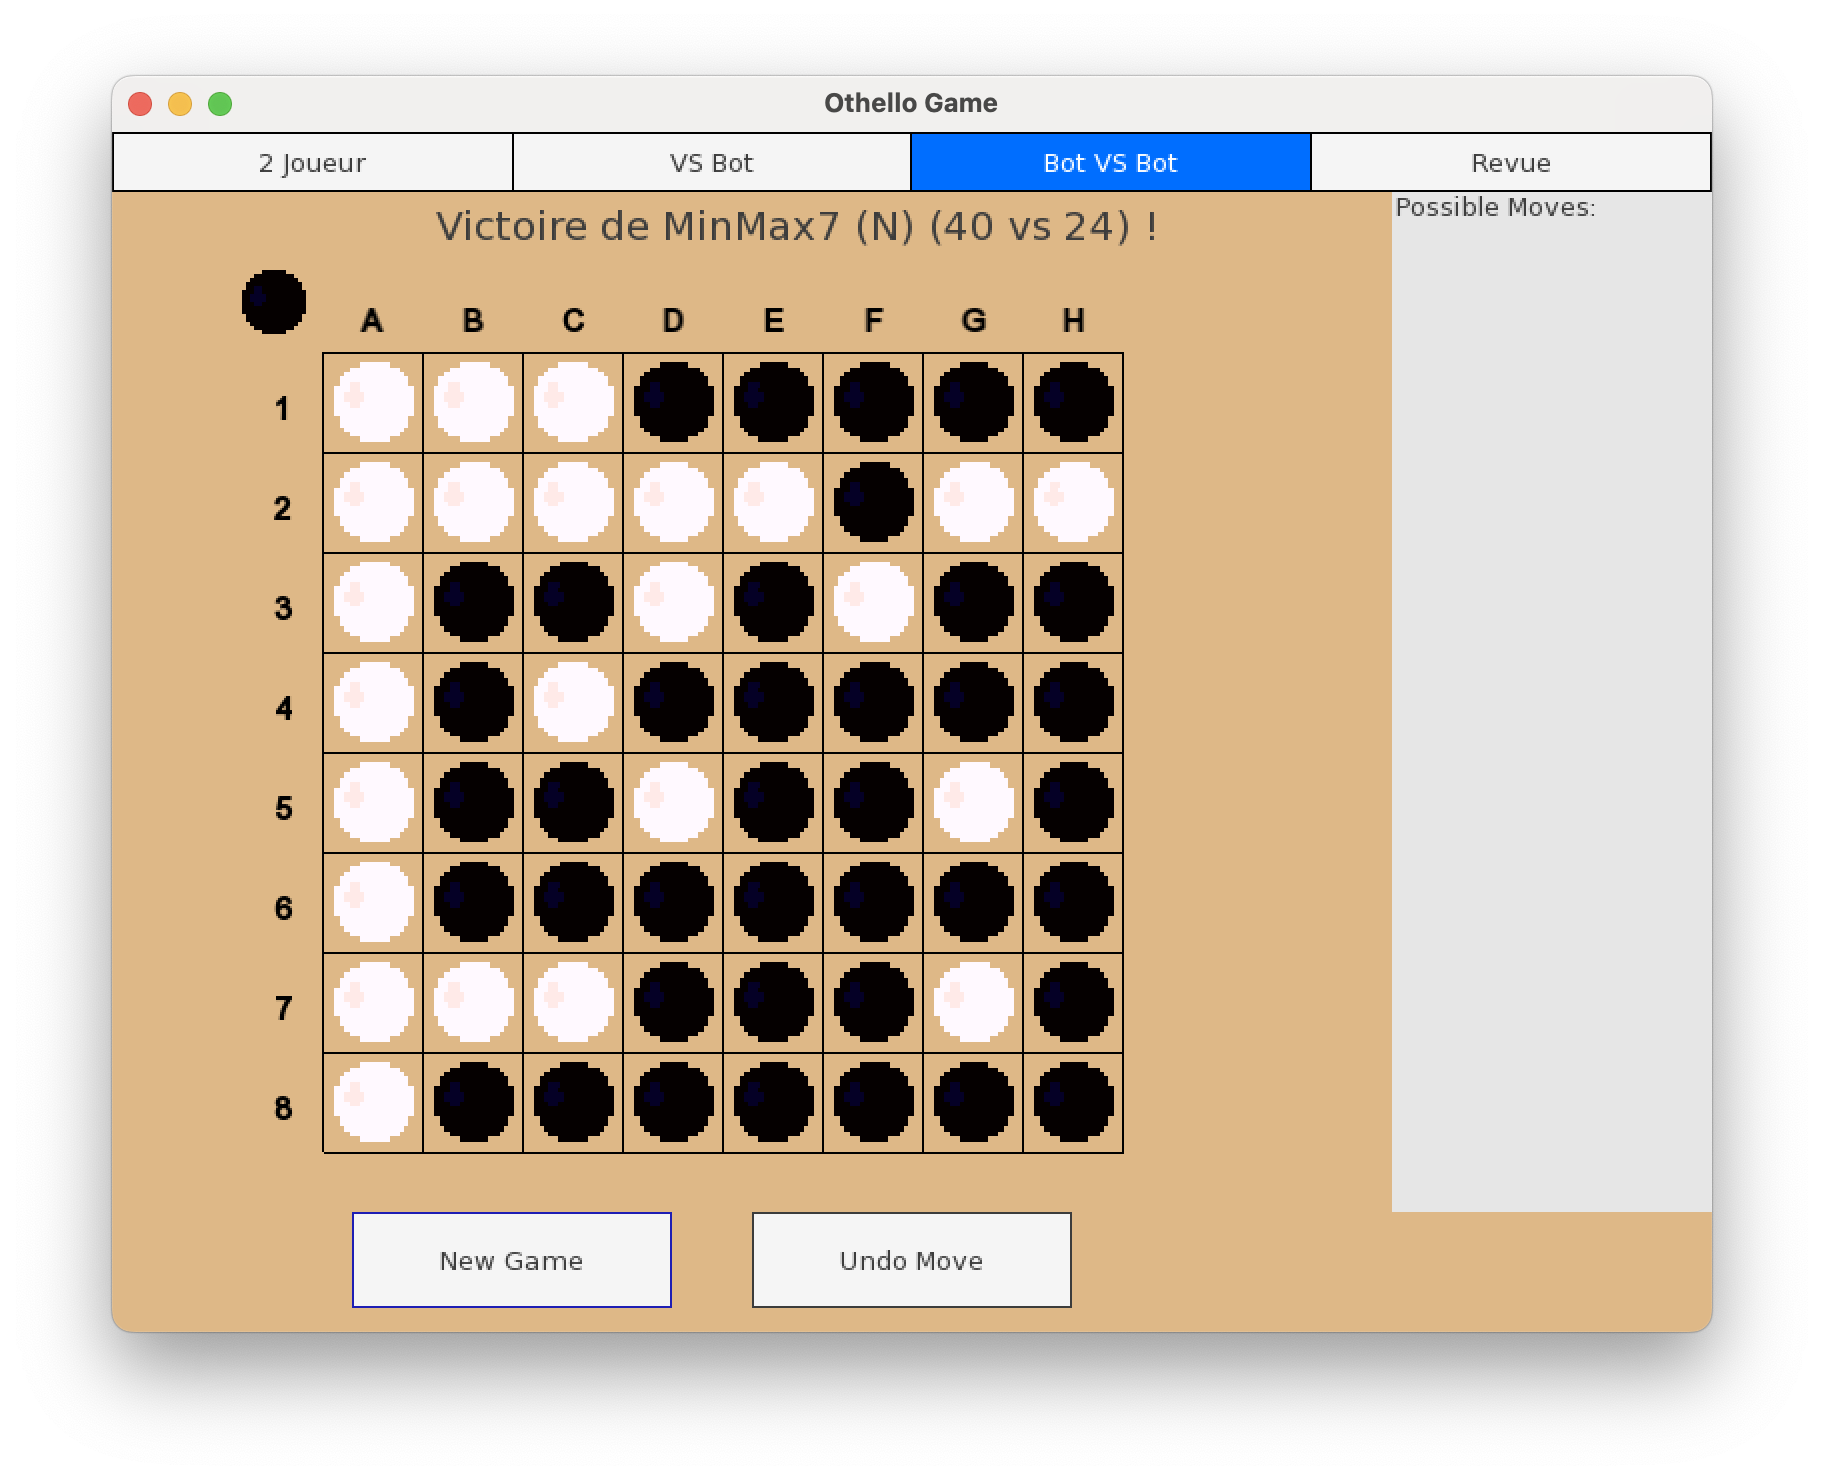 Othello Game
2 Joueur VS Bot Bot VS Bot Revue
Victoire de MinMax7 (N) (40 vs 24) !
Possible Moves:
A B C D E F G H
1
2
3
4
5
6
7
8
New Game Undo Move